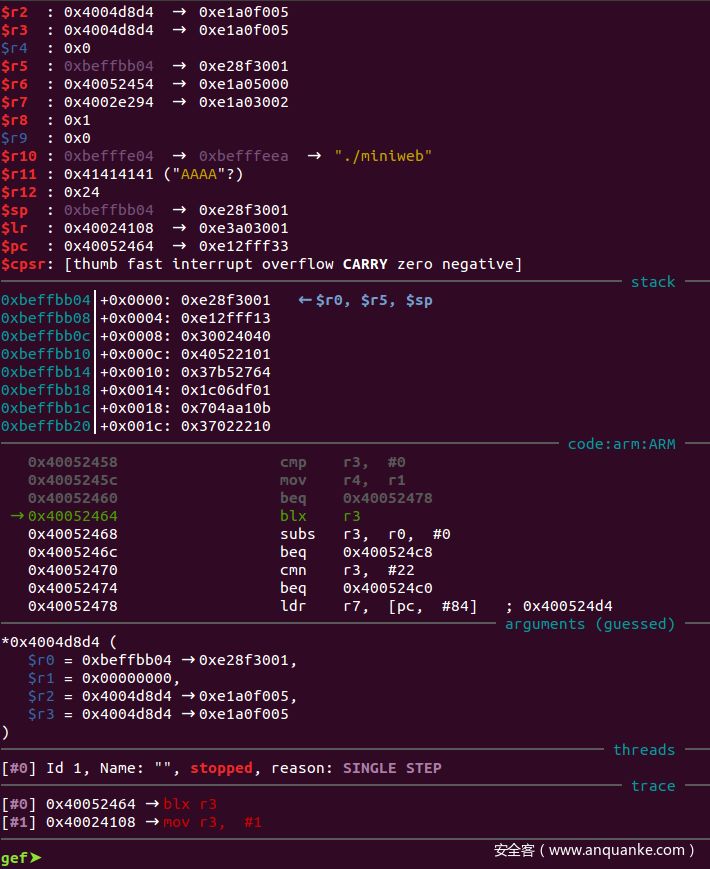 $r2  : 0x4004d8d4  →  0xe1a0f005
$r3  : 0x4004d8d4  →  0xe1a0f005
$r4  : 0x0
$r5  : 0xbeffbb04  →  0xe28f3001
$r6  : 0x40052454  →  0xe1a05000
$r7  : 0x4002e294  →  0xe1a03002
$r8  : 0x1
$r9  : 0x0
$r10 : 0xbefffe04  →  0xbefffeea  →  "./miniweb"
$r11 : 0x41414141 ("AAAA"?)
$r12 : 0x24
$sp  : 0xbeffbb04  →  0xe28f3001
$lr  : 0x40024108  →  0xe3a03001
$pc  : 0x40052464  →  0xe12fff33
$cpsr: [thumb fast interrupt overflow CARRY zero negative]
stack
0xbeffbb04│+0x0000: 0xe28f3001   ←$r0, $r5, $sp
0xbeffbb08│+0x0004: 0xe12fff13
0xbeffbb0c│+0x0008: 0x30024040
0xbeffbb10│+0x000c: 0x40522101
0xbeffbb14│+0x0010: 0x37b52764
0xbeffbb18│+0x0014: 0x1c06df01
0xbeffbb1c│+0x0018: 0x704aa10b
0xbeffbb20│+0x001c: 0x37022210
code:arm:ARM
0x40052458                  cmp    r3,  #0
0x4005245c                  mov    r4,  r1
0x40052460                  beq    0x40052478
→0x40052464                  blx    r3
0x40052468                  subs   r3,  r0,  #0
0x4005246c                  beq    0x400524c8
0x40052470                  cmn    r3,  #22
0x40052474                  beq    0x400524c0
0x40052478                  ldr    r7,  [pc,  #84]   ; 0x400524d4
arguments (guessed)
*0x4004d8d4 (
$r0 = 0xbeffbb04 →0xe28f3001,
$r1 = 0x00000000,
$r2 = 0x4004d8d4 →0xe1a0f005,
$r3 = 0x4004d8d4 →0xe1a0f005
)
threads
[#0] Id 1, Name: "", stopped, reason: SINGLE STEP
trace
[#0] 0x40052464 →blx r3
[#1] 0x40024108 →mov r3,  #1
gef➤
安全客（www.anquanke.com）